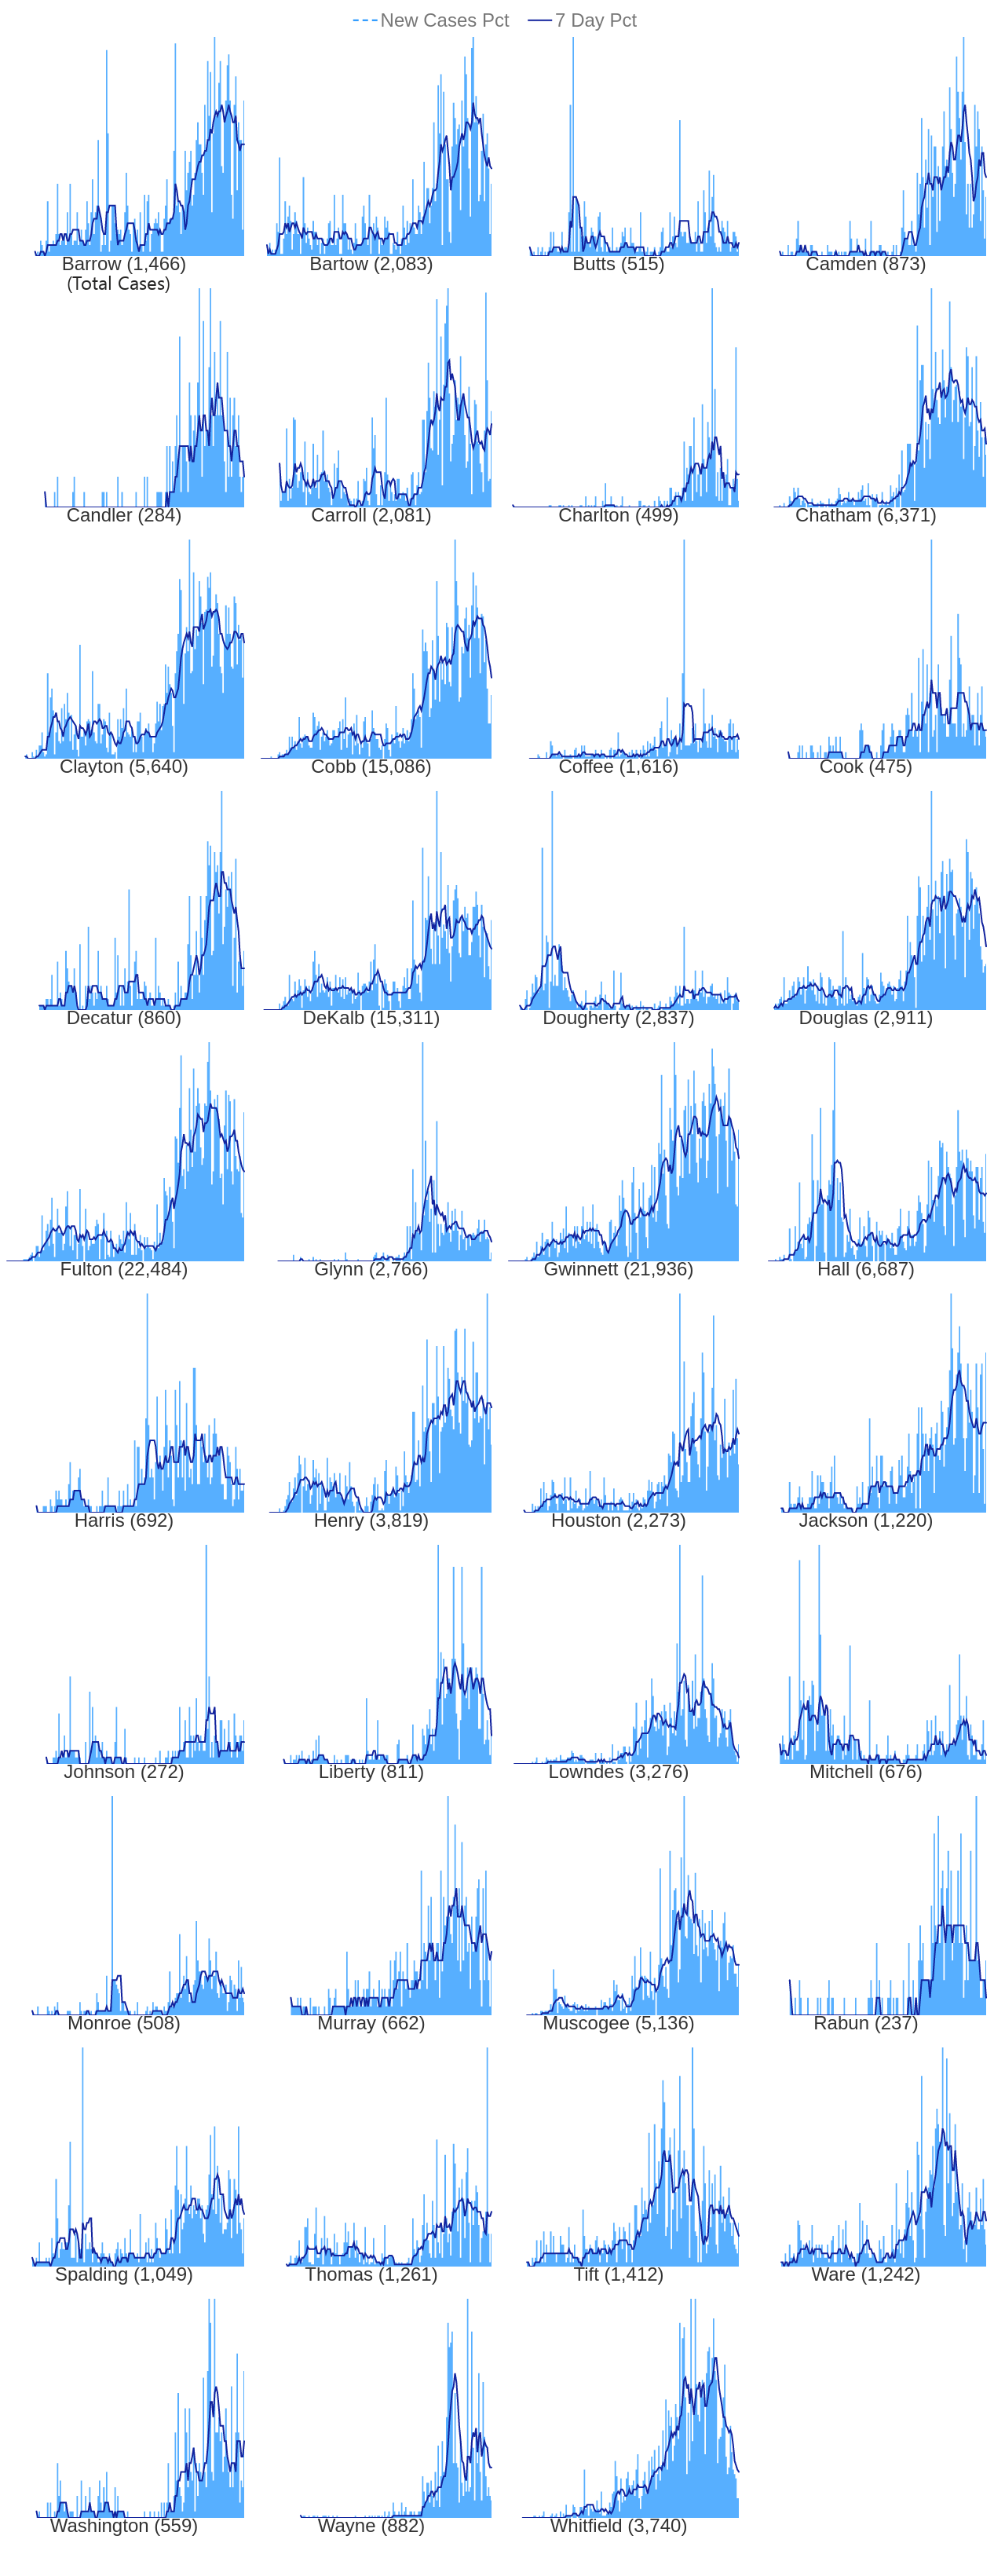 New Cases Pct 7 Day Pct
Barrow (1,466) Bartow (2,083) Butts (515) Camden (873)
(Total Cases)
Candler (284) Carroll (2,081) Charlton (499) Chatham (6,371)
Clayton (5,640) Cobb (15,086) Coffee (1,616) Cook (475)
Decatur (860) DeKalb (15,311) Dougherty (2,837) Douglas (2,911)
Fulton (22,484) Glynn (2,766) Gwinnett (21,936) Hall (6,687)
Harris (692) Henry (3,819) Houston (2,273) Jackson (1,220)
Johnson (272) Liberty (811) Lowndes (3,276) Mitchell (676)
Monroe (508) Murray (662) Muscogee (5,136) Rabun (237)
Spalding (1,049) Thomas (1,261) Tift (1,412) Ware (1,242)
Washington (559) Wayne (882) Whitfield (3,740)